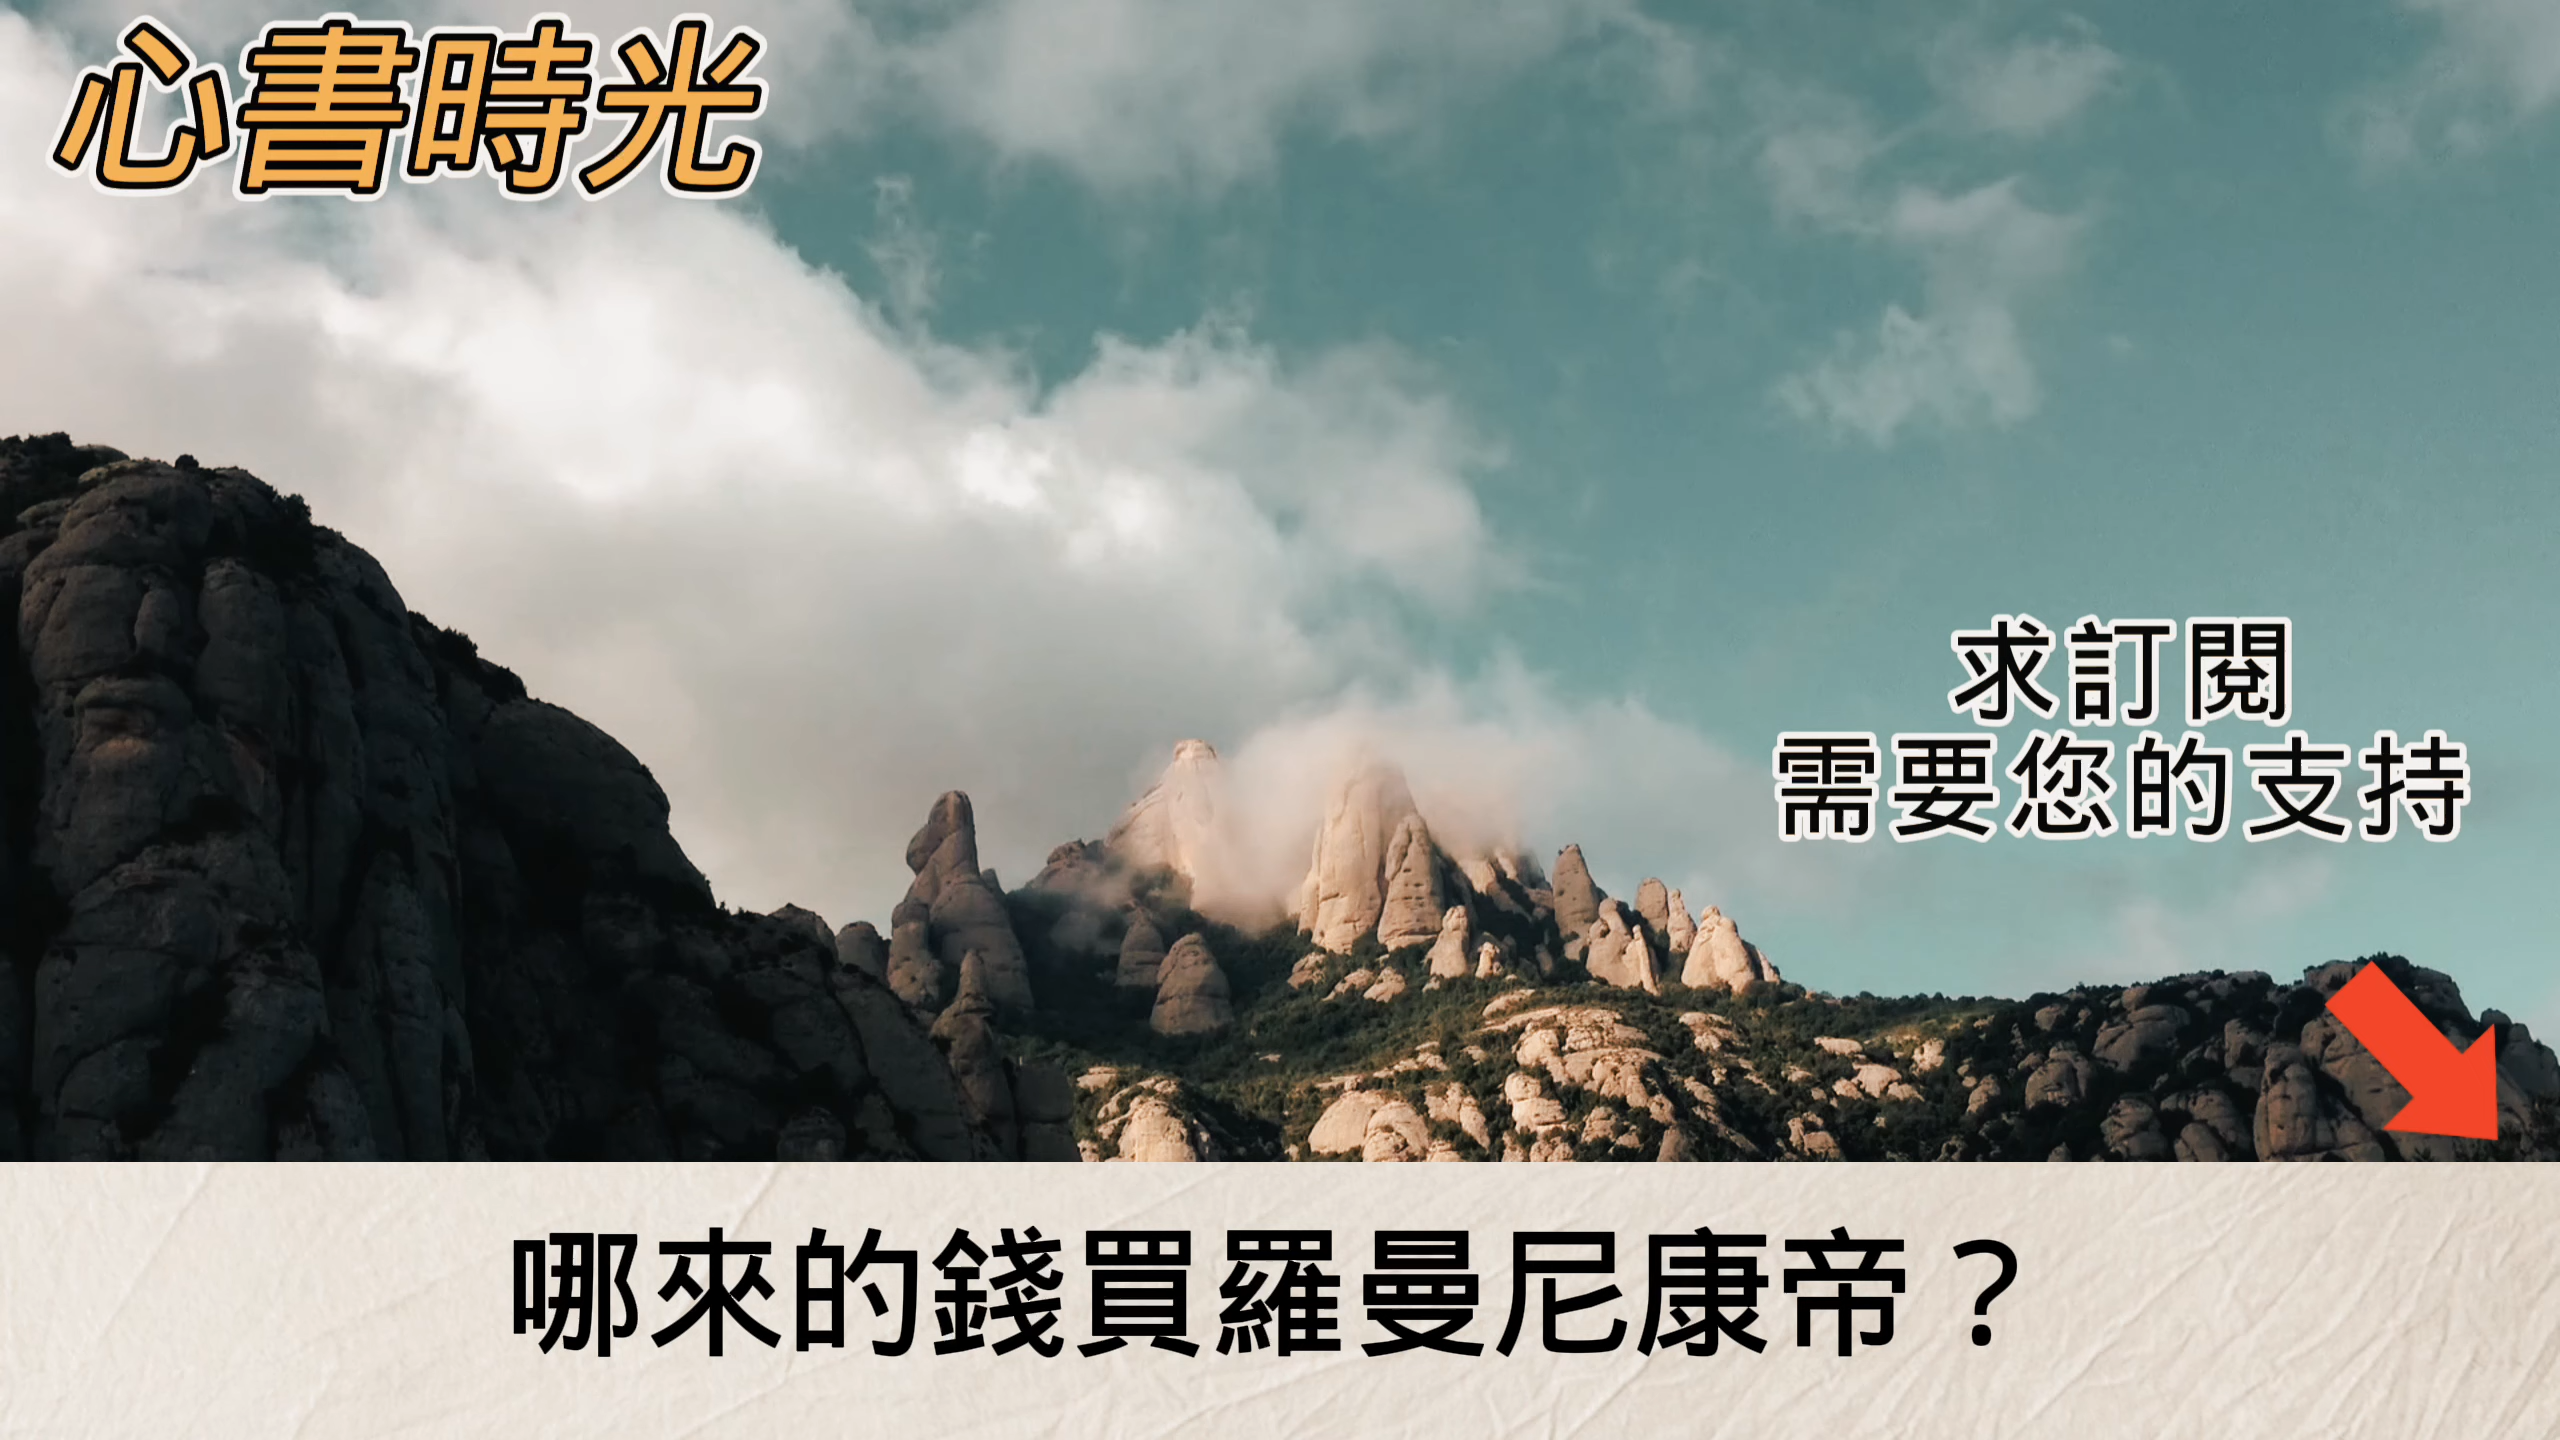 心書時光
求訂閱
需要您的支持
哪來的錢買羅曼尼康帝？